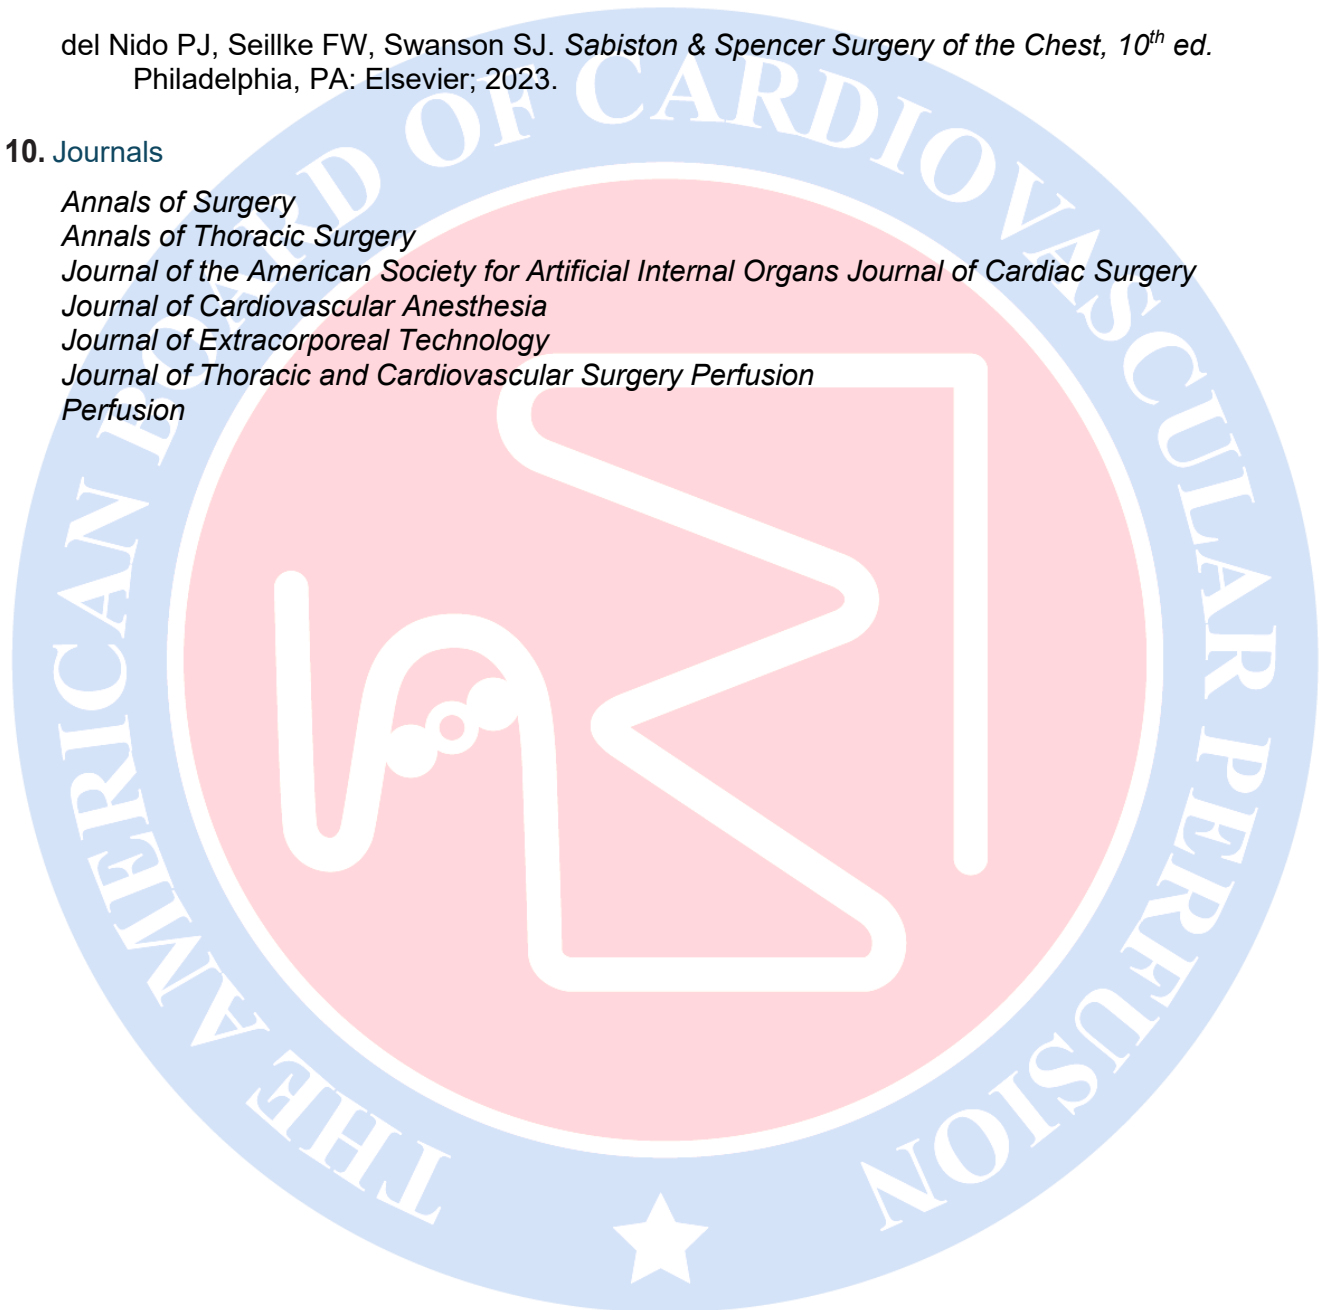 del Nido PJ, Seillke FW, Swanson SJ. Sabiston & Spencer Surgery of the Chest, 10th ed.
Philadelphia, PA: Elsevier; 2023.
10. Journals
Annals of Surgery
Annals of Thoracic Surgery
Journal of the American Society for Artificial Internal Organs Journal of Cardiac Surgery
Journal of Cardiovascular Anesthesia
Journal of Extracorporeal Technology
Journal of Thoracic and Cardiovascular Surgery Perfusion
Perfusion
THE AMERICAN BOARD OF CARDIOVASCULAR PERFUSION